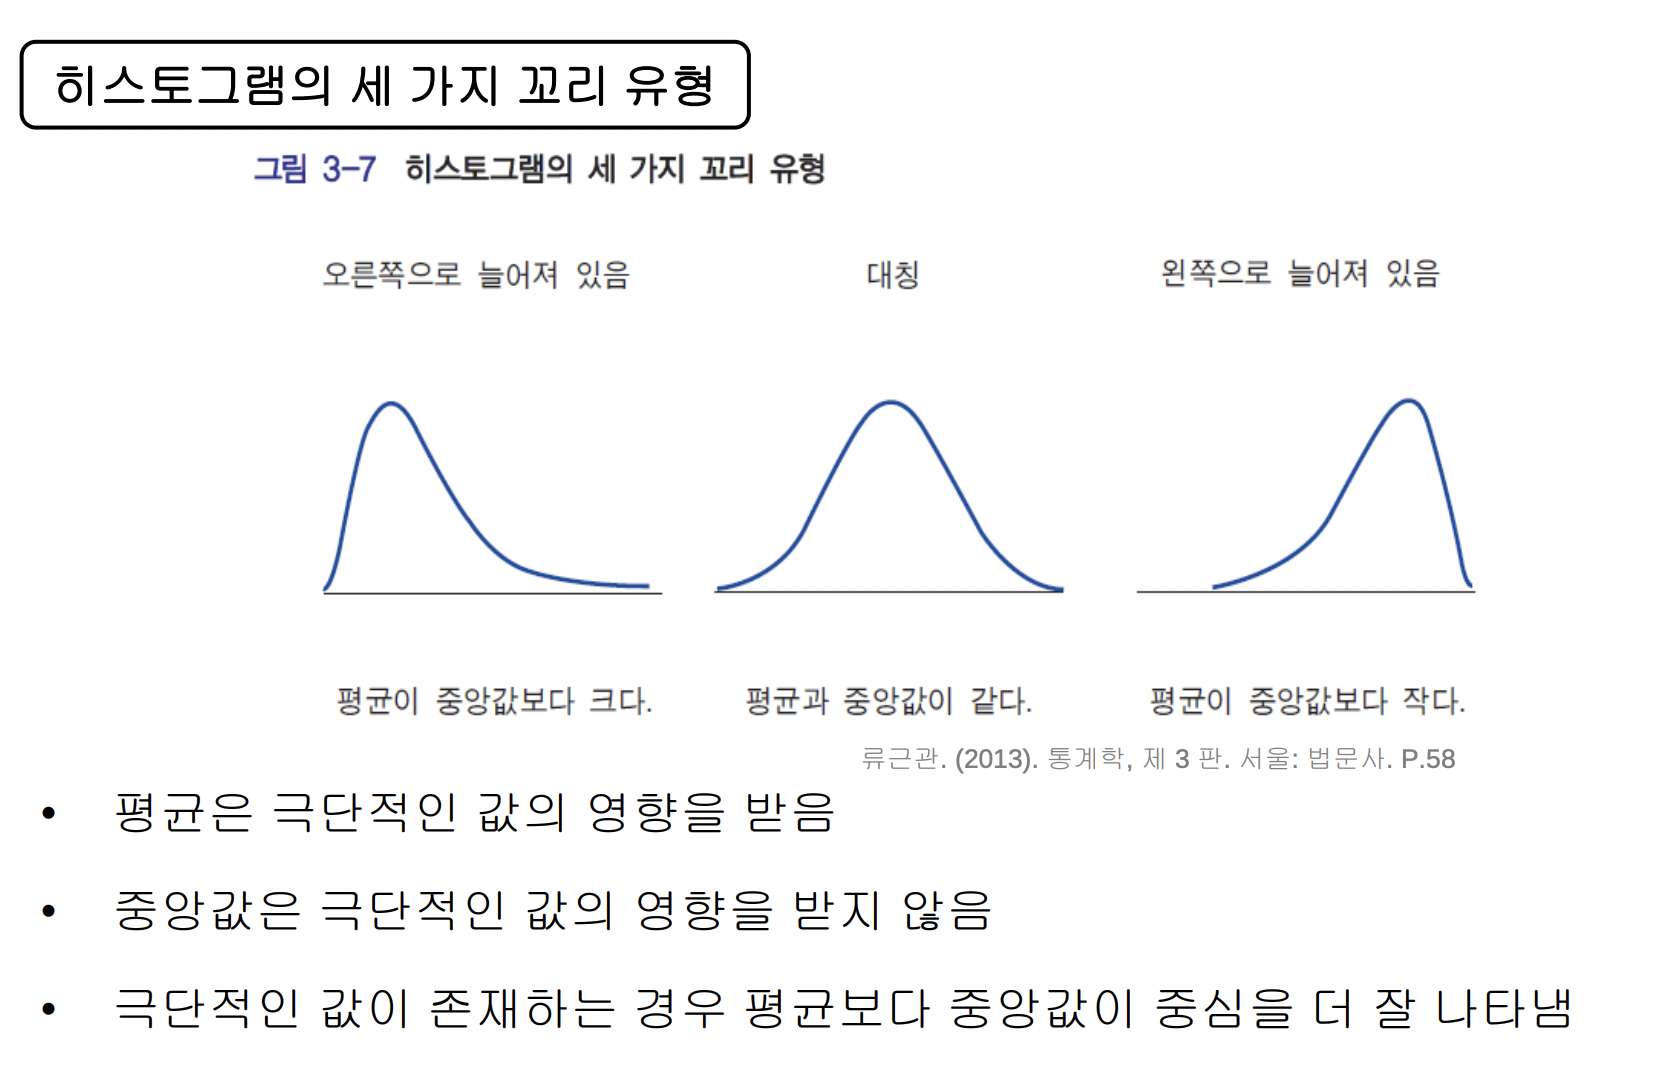 히스토그램의 세 가지 꼬리 유형
그림 3-7 히스토그램의 세 가지 꼬리 유형
오른쪽으로 늘어져 있음 대칭 왼쪽으로 늘어져 있음
평균이 중앙값보다 크다. 평균과 중앙값이 같다. 평균이 중앙값보다 작다.
류근관. (2013). 통계학, 제 3 판. 서울: 법문사. P.58
• 평균은 극단적인 값의 영향을 받음
• 중앙값은 극단적인 값의 영향을 받지 않음
• 극단적인 값이 존재하는 경우 평균보다 중앙값이 중심을 더 잘 나타냄